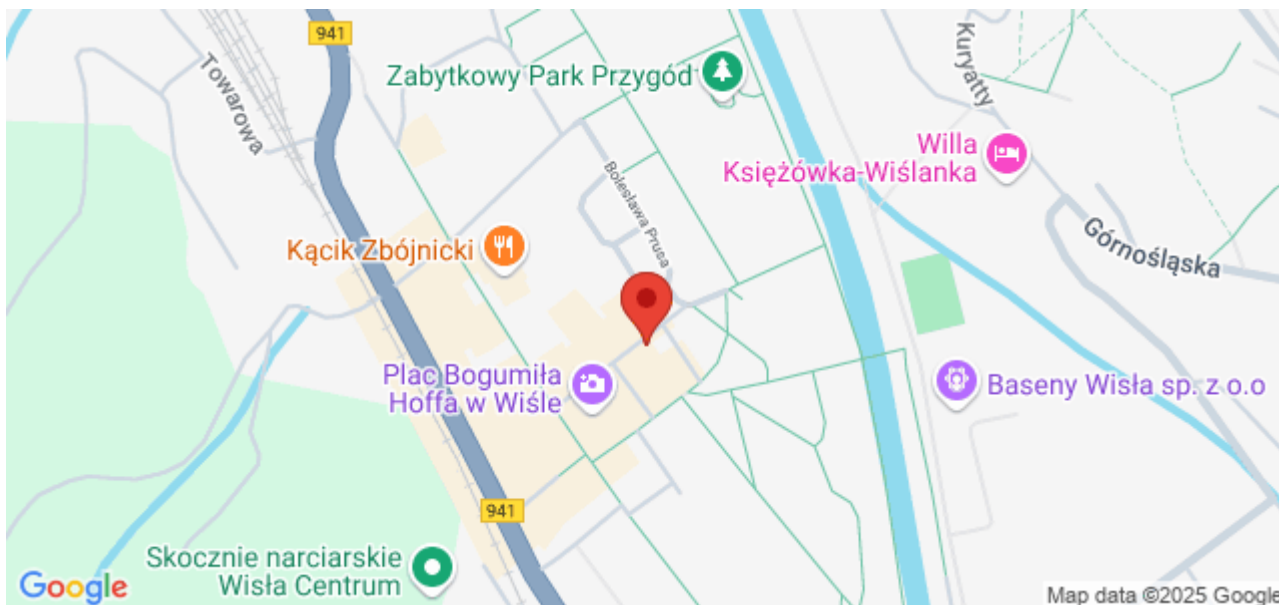 941
Towarowa
Zabytkowy Park Przygód
Kuryatty
Willa
Księżówka-Wiślanka
Bolesława Prusa
Kącik Zbójnicki
Górnośląska
Plac Bogumiła
Hoffa w Wiśle
Baseny Wisła sp. z o.o
941
Skocznie narciarskie
Wisła Centrum
Google
Map data ©2025 Google